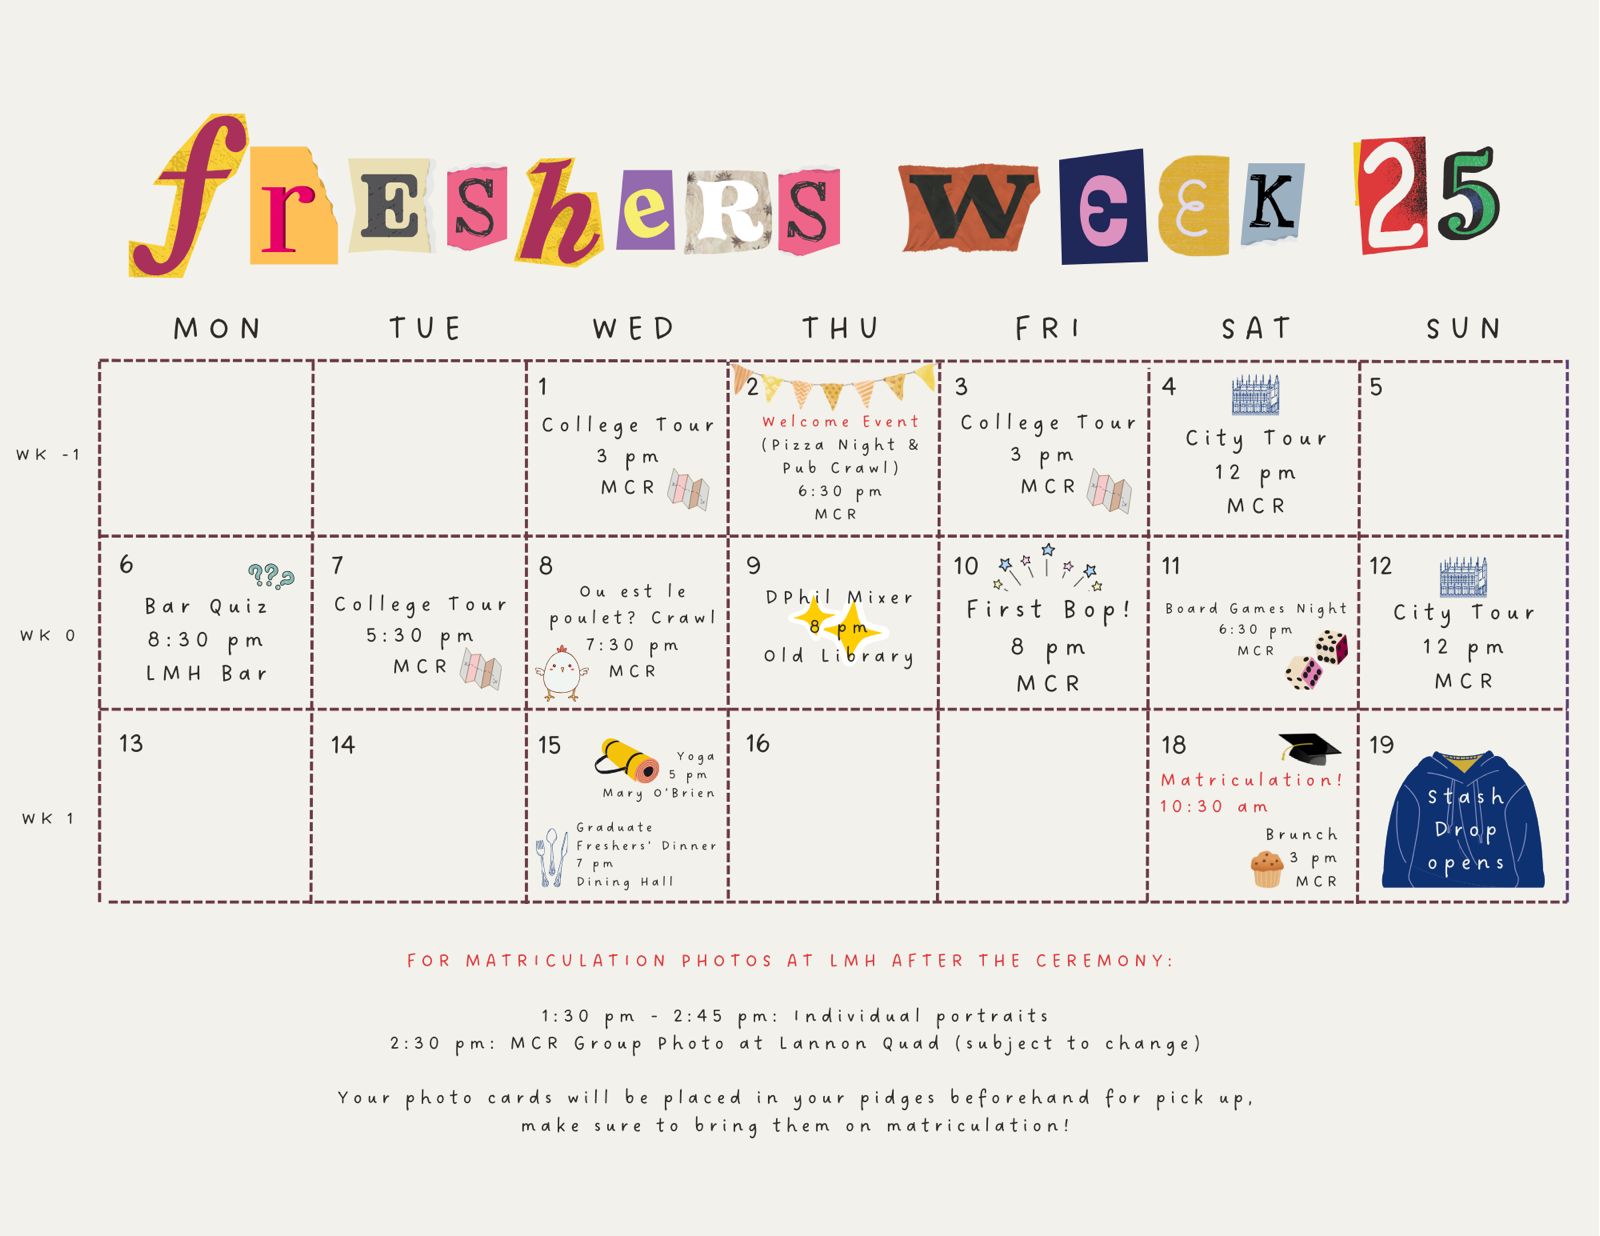 freshers week 25
MON TUE WED THU FRI SAT SUN
WK -1
1
College Tour
3 pm
MCR
2
Welcome Event
(Pizza Night &
Pub Crawl)
6:30 pm
MCR
3
College Tour
3 pm
MCR
4
City Tour
12 pm
MCR
5
WK 0
6
???
Bar Quiz
8:30 pm
LMH Bar
7
College Tour
5:30 pm
MCR
8
Ou est le
poulet? Crawl
7:30 pm
MCR
9
DPhil Mixer
8 pm
Old Library
10
First Bop!
8 pm
MCR
11
Board Games Night
6:30 pm
MCR
12
City Tour
12 pm
MCR
WK 1
13
14
15
Yoga
5 pm
Mary O'Brien
Graduate
Freshers' Dinner
7 pm
Dining Hall
16
18
Matriculation!
10:30 am
Brunch
3 pm
MCR
19
Stash
Drop
opens
FOR MATRICULATION PHOTOS AT LMH AFTER THE CEREMONY:
1:30 pm - 2:45 pm: Individual portraits
2:30 pm: MCR Group Photo at Lannon Quad (subject to change)
Your photo cards will be placed in your pidges beforehand for pick up,
make sure to bring them on matriculation!